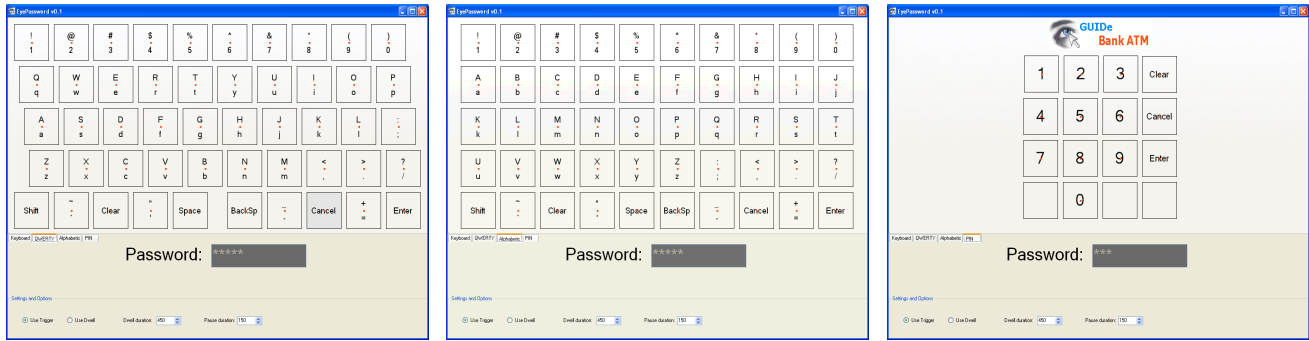 EyePassword v0.1
! @ # $ % ^ & * ( )
1 2 3 4 5 6 7 8 9 0
Q W E R T Y U I O P
q w e r t y u i o p
A S D F G H J K L :
a s d f g h j k l ;
Z X C V B N M < > ?
z x c v b n m , . /
Shift ~ Clear " Space BackSp _ Cancel + Enter
- =
Keyboard QWERTY Alphabetic PIN
Password: *****
Settings and Options
Use Trigger Use Dwell Dwell duration: 450 Pause duration: 150
EyePassword v0.1
! @ # $ % ^ & * ( )
1 2 3 4 5 6 7 8 9 0
A B C D E F G H I J
a b c d e f g h i j
K L M N O P Q R S T
k l m n o p q r s t
U V W X Y Z : < > ?
u v w x y z ; , . /
Shift ~ Clear " Space BackSp _ Cancel + Enter
- =
Keyboard QWERTY Alphabetic PIN
Password: *****
Settings and Options
Use Trigger Use Dwell Dwell duration: 450 Pause duration: 150
EyePassword v0.1
GUIDe
Bank ATM
1 2 3 Clear
4 5 6 Cancel
7 8 9 Enter
0
Keyboard QWERTY Alphabetic PIN
Password: ***
Settings and Options
Use Trigger Use Dwell Dwell duration: 450 Pause duration: 150